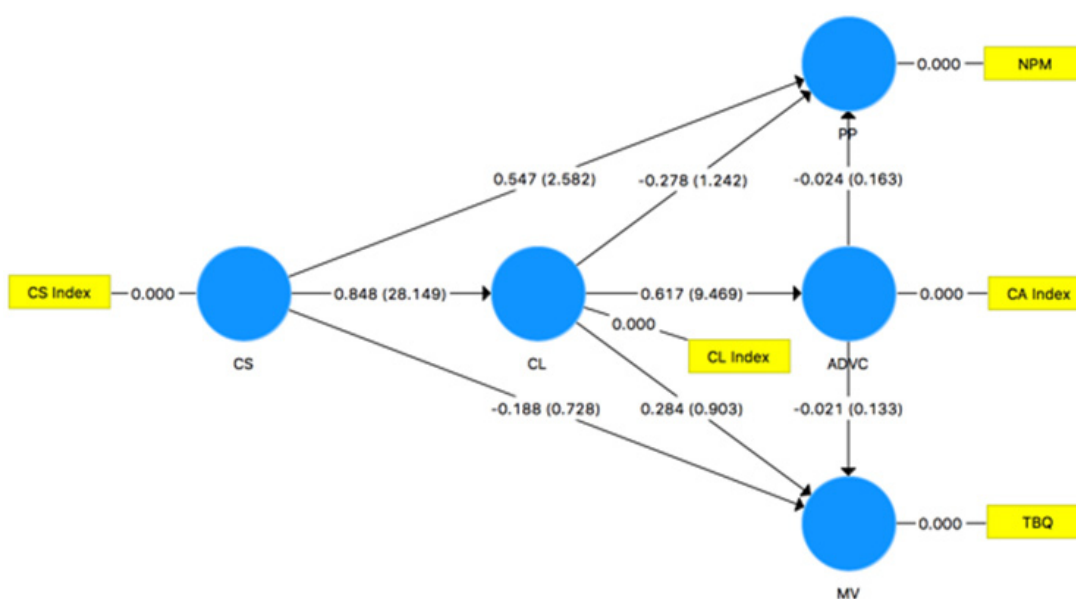 0.000
NPM
PP
0.547 (2.582)
-0.278 (1.242)
-0.024 (0.163)
CS Index
0.000
0.848 (28.149)
0.617 (9.469)
0.000
CA Index
0.000
CL Index
CS
CL
ADVC
-0.188 (0.728)
0.284 (0.903)
-0.021 (0.133)
0.000
TBQ
MV